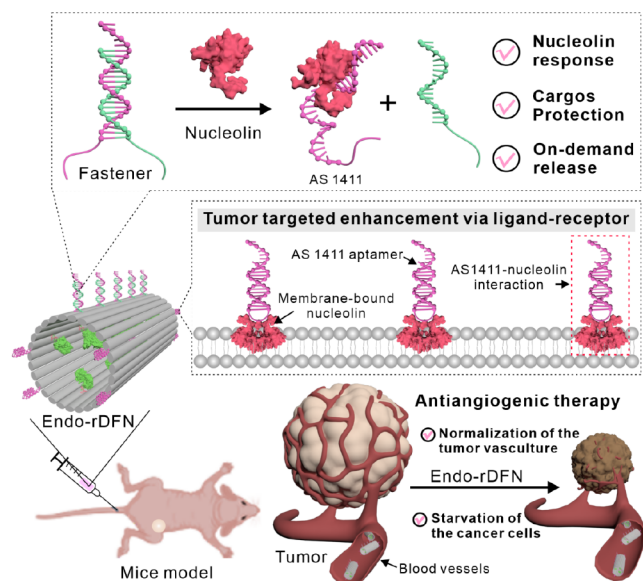 Nucleolin
response
Cargos
Protection
On-demand
release
Nucleolin
Fastener
AS 1411
Tumor targeted enhancement via ligand-receptor
AS 1411 aptamer
AS1411-nucleolin
interaction
Membrane-bound
nucleolin
Endo-rDFN
Antiangiogenic therapy
Normalization of the
tumor vasculature
Endo-rDFN
Starvation of
the cancer cells
Tumor
Blood vessels
Mice model